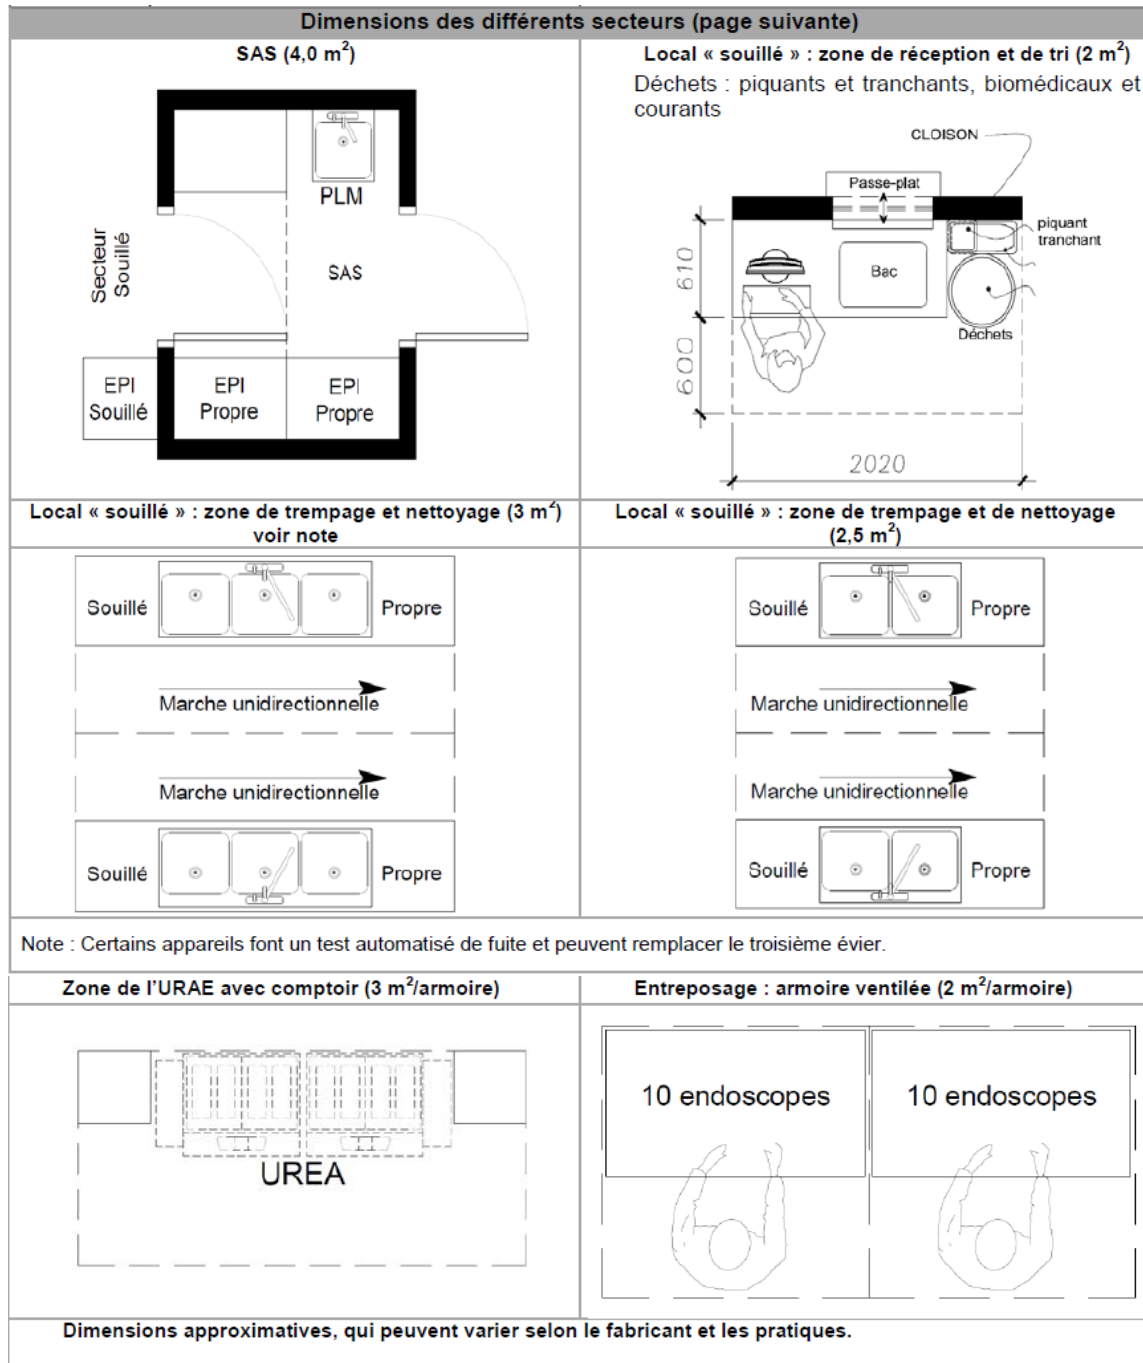 Dimensions des différents secteurs (page suivante)
SAS (4,0 m²)
PLM
SAS
Secteur
Souillé
EPI
Souillé
EPI
Propre
EPI
Propre
Local « souillé » : zone de réception et de tri (2 m²)
Déchets : piquants et tranchants, biomédicaux et
courants
CLOISON
Passe-plat
piquant
tranchant
Bac
Déchets
610
600
2020
Local « souillé » : zone de trempage et nettoyage (3 m²)
voir note
Souillé
Propre
Marche unidirectionnelle
Marche unidirectionnelle
Souillé
Propre
Local « souillé » : zone de trempage et de nettoyage
(2,5 m²)
Souillé
Propre
Marche unidirectionnelle
Marche unidirectionnelle
Souillé
Propre
Note : Certains appareils font un test automatisé de fuite et peuvent remplacer le troisième évier.
Zone de l'URAE avec comptoir (3 m²/armoire)
UREA
Entreposage : armoire ventilée (2 m²/armoire)
10 endoscopes
10 endoscopes
Dimensions approximatives, qui peuvent varier selon le fabricant et les pratiques.